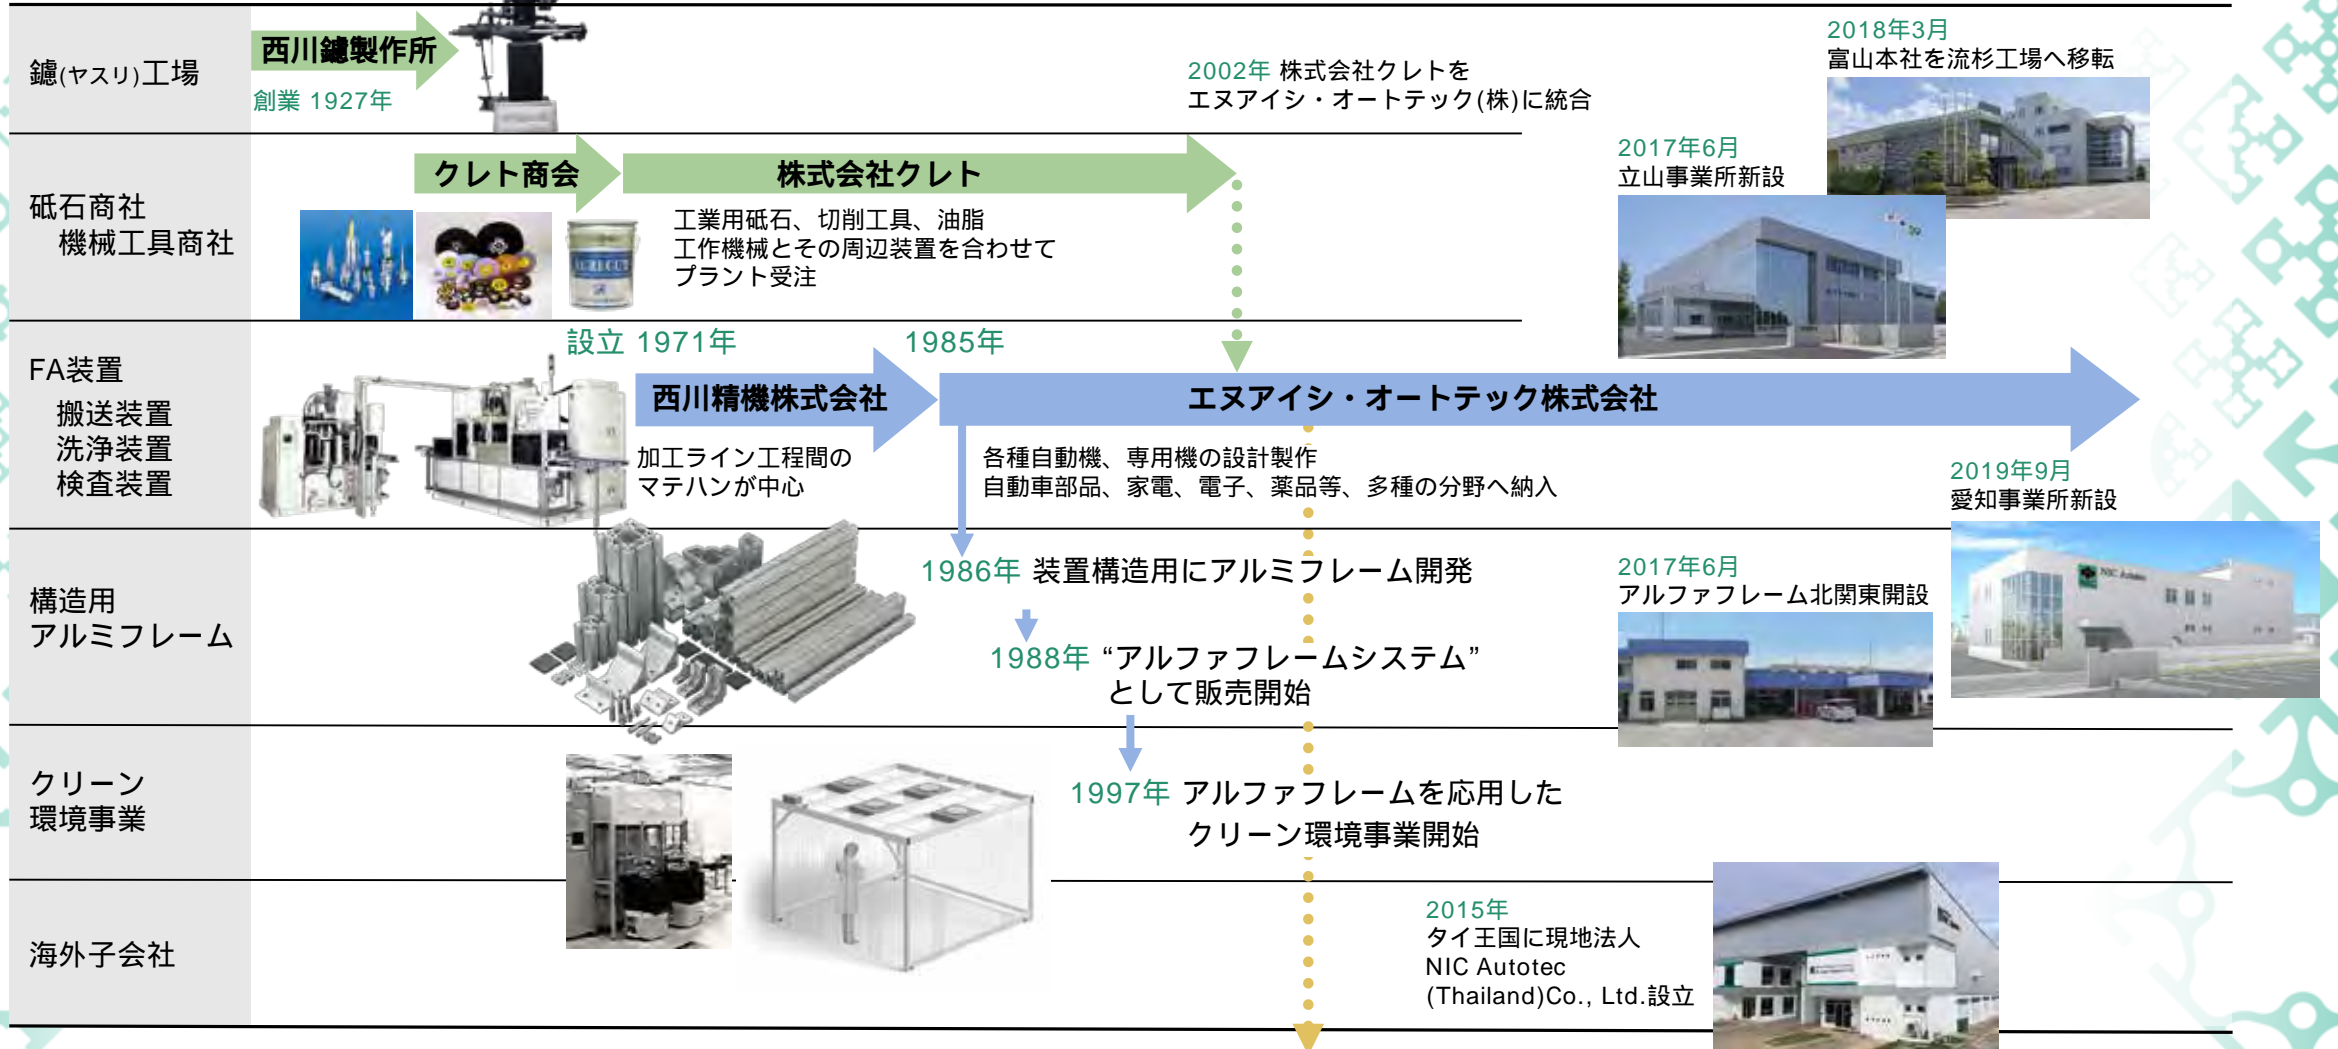 鑢(ヤスリ)工場
西川鑢製作所
創業 1927年
2002年 株式会社クレトを
エヌアイシ・オートテック(株)に統合
2018年3月
富山本社を流杉工場へ移転
砥石商社
機械工具商社
クレト商会
株式会社クレト
工業用砥石、切削工具、油脂
工作機械とその周辺装置を合わせて
プラント受注
2017年6月
立山事業所新設
FA装置
搬送装置
洗浄装置
検査装置
設立 1971年
1985年
西川精機株式会社
エヌアイシ・オートテック株式会社
加工ライン工程間の
マテハンが中心
各種自動機、専用機の設計製作
自動車部品、家電、電子、薬品等、多種の分野へ納入
2019年9月
愛知事業所新設
NIC Autotec
構造用
アルミフレーム
1986年 装置構造用にアルミフレーム開発
1988年 “アルファフレームシステム”
として販売開始
2017年6月
アルファフレーム北関東開設
クリーン
環境事業
1997年 アルファフレームを応用した
クリーン環境事業開始
海外子会社
2015年
タイ王国に現地法人
NIC Autotec
(Thailand)Co., Ltd.設立